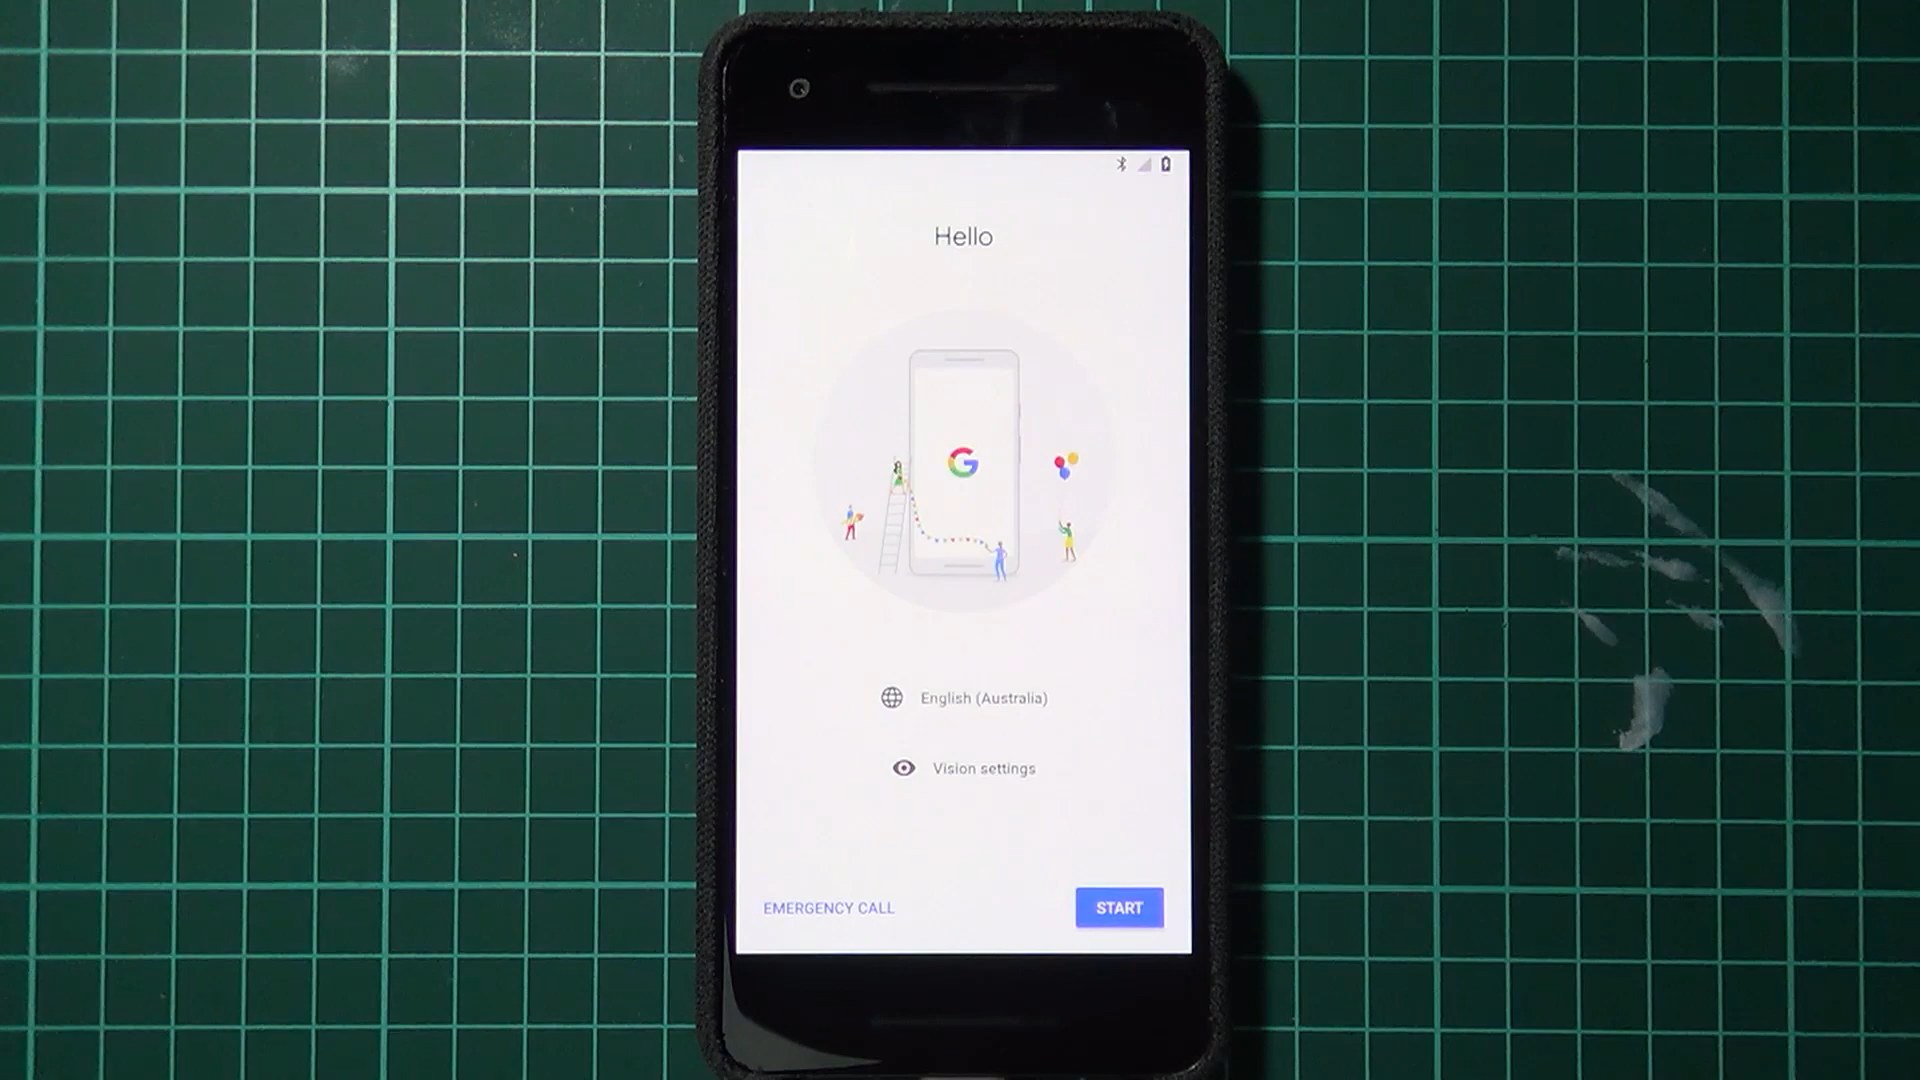 Hello
G
English (Australia)
Vision settings
EMERGENCY CALL
START